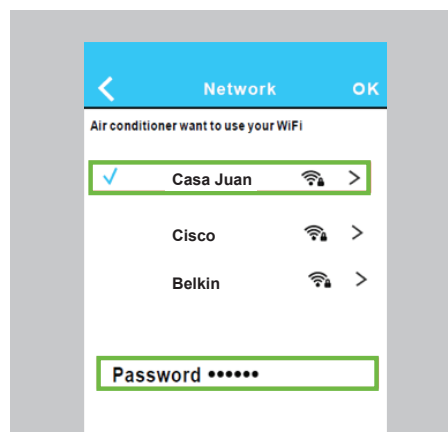 Network OK
Air conditioner want to use your WiFi
Casa Juan
Cisco
Belkin
Password ••••••